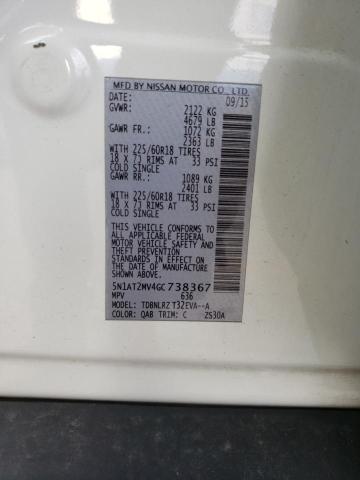 MFD BY NISSAN MOTOR CO., LTD.
DATE: 09/15
GVWR: 2122 KG
4679 LB
GAWR FR.: 1072 KG
2363 LB
WITH 225/60R18 TIRES
18 X 7J RIMS AT 33 PSI
COLD SINGLE
GAWR RR.: 1089 KG
2401 LB
WITH 225/60R18 TIRES
18 X 7J RIMS AT 33 PSI
COLD SINGLE
THIS VEHICLE CONFORMS TO ALL
APPLICABLE FEDERAL MOTOR VEHICLE
SAFETY STANDARDS IN EFFECT ON THE
DATE OF MANUFACTURE SHOWN ABOVE.
5N1AT2MV4GC738367
MPV 636
MODEL: TDBNLRZ T32EVA--A
COLOR: QAB TRIM: C ZS30A